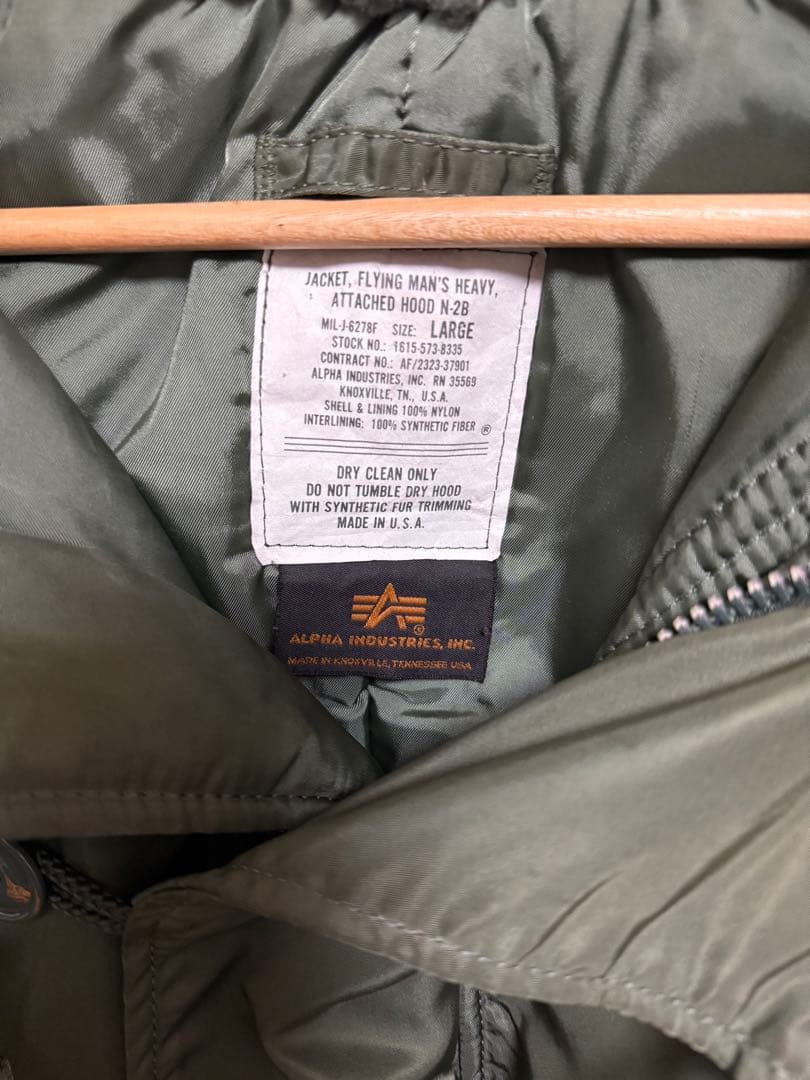 JACKET, FLYING MAN'S HEAVY,
ATTACHED HOOD N-2B
MIL-J-6278F SIZE: LARGE
STOCK NO.: 1615-573-8335
CONTRACT NO.: AF/2323-37901
ALPHA INDUSTRIES, INC. RN 35569
KNOXVILLE, TN., U.S.A.
SHELL & LINING 100% NYLON
INTERLINING: 100% SYNTHETIC FIBER ®
DRY CLEAN ONLY
DO NOT TUMBLE DRY HOOD
WITH SYNTHETIC FUR TRIMMING
MADE IN U.S.A.
®
ALPHA INDUSTRIES, INC.
MADE IN KNOXVILLE, TENNESSEE USA